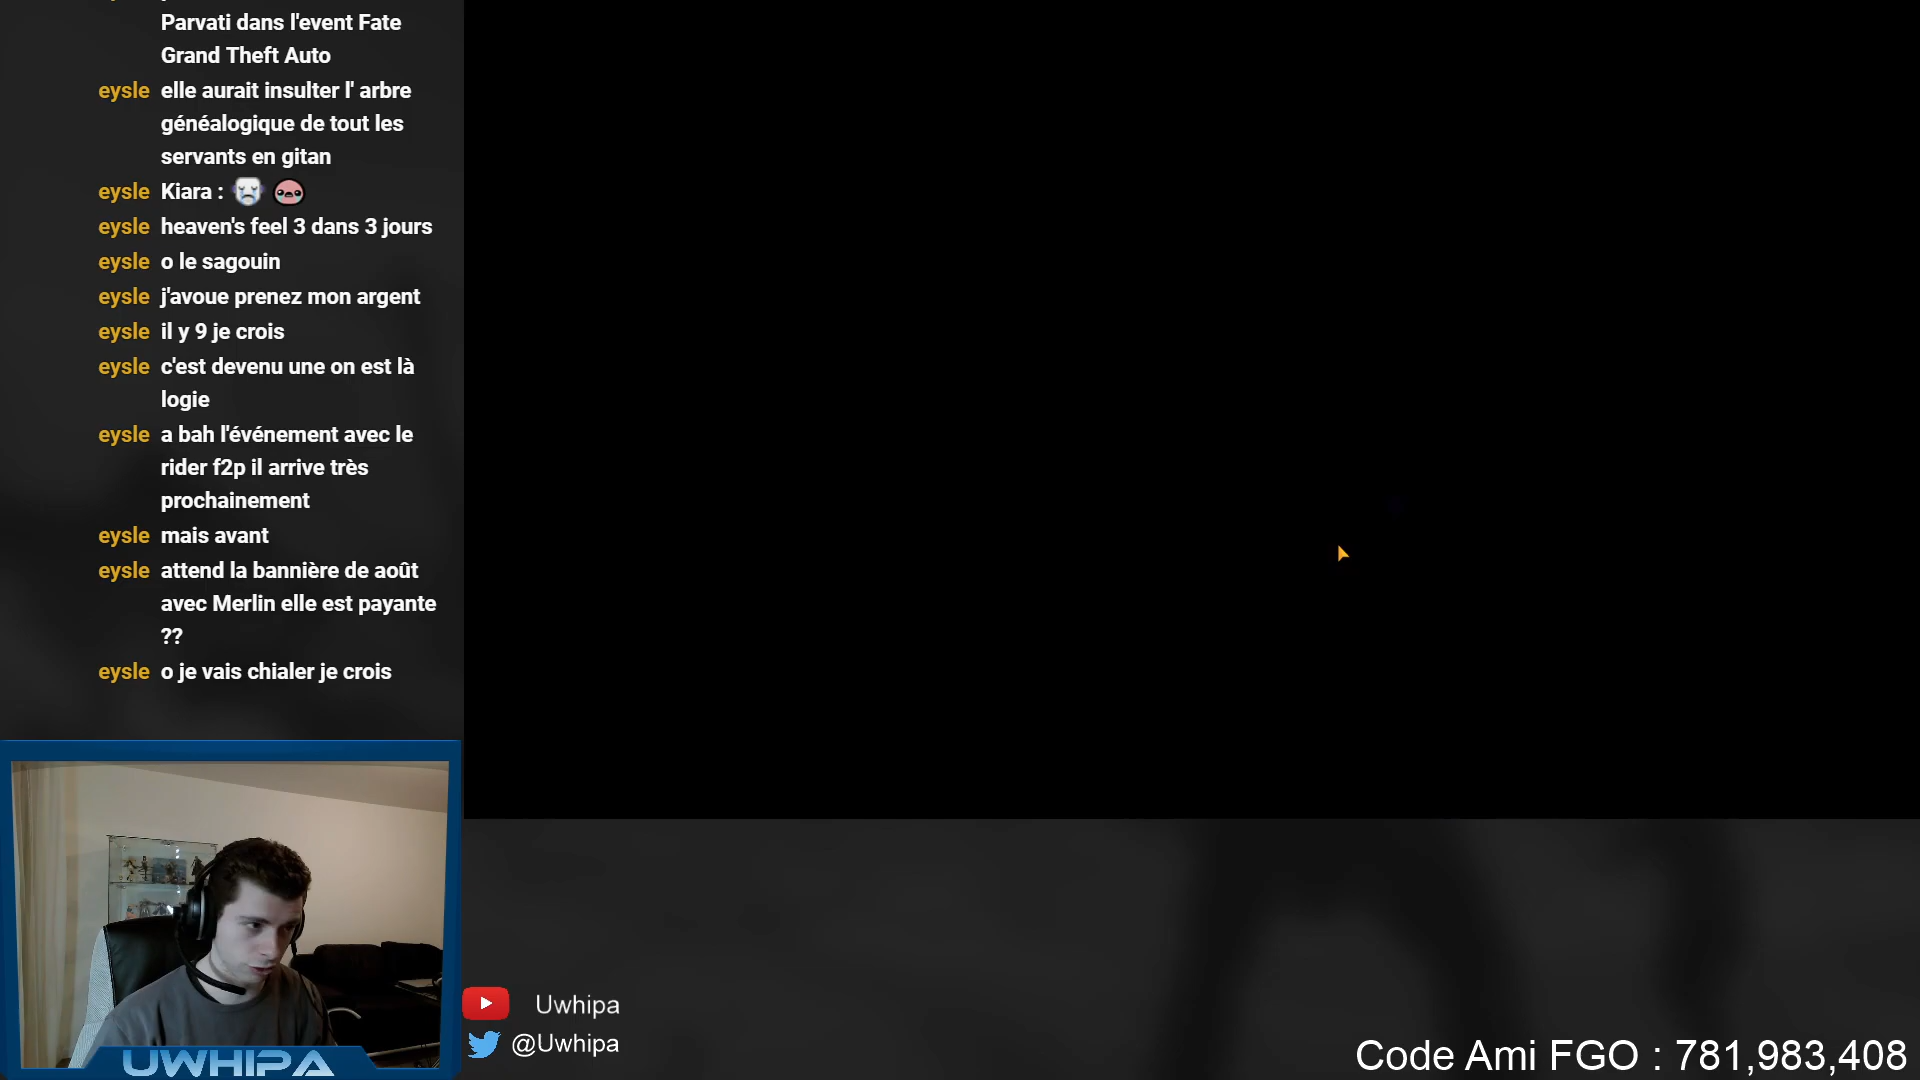 Parvati dans l'event Fate
Grand Theft Auto
eysle elle aurait insulter l' arbre
généalogique de tout les
servants en gitan
eysle Kiara :
eysle heaven's feel 3 dans 3 jours
eysle o le sagouin
eysle j'avoue prenez mon argent
eysle il y 9 je crois
eysle c'est devenu une on est là
logie
eysle a bah l'événement avec le
rider f2p il arrive très
prochainement
eysle mais avant
eysle attend la bannière de août
avec Merlin elle est payante
??
eysle o je vais chialer je crois
UWHIPA
Uwhipa
@Uwhipa
Code Ami FGO : 781,983,408